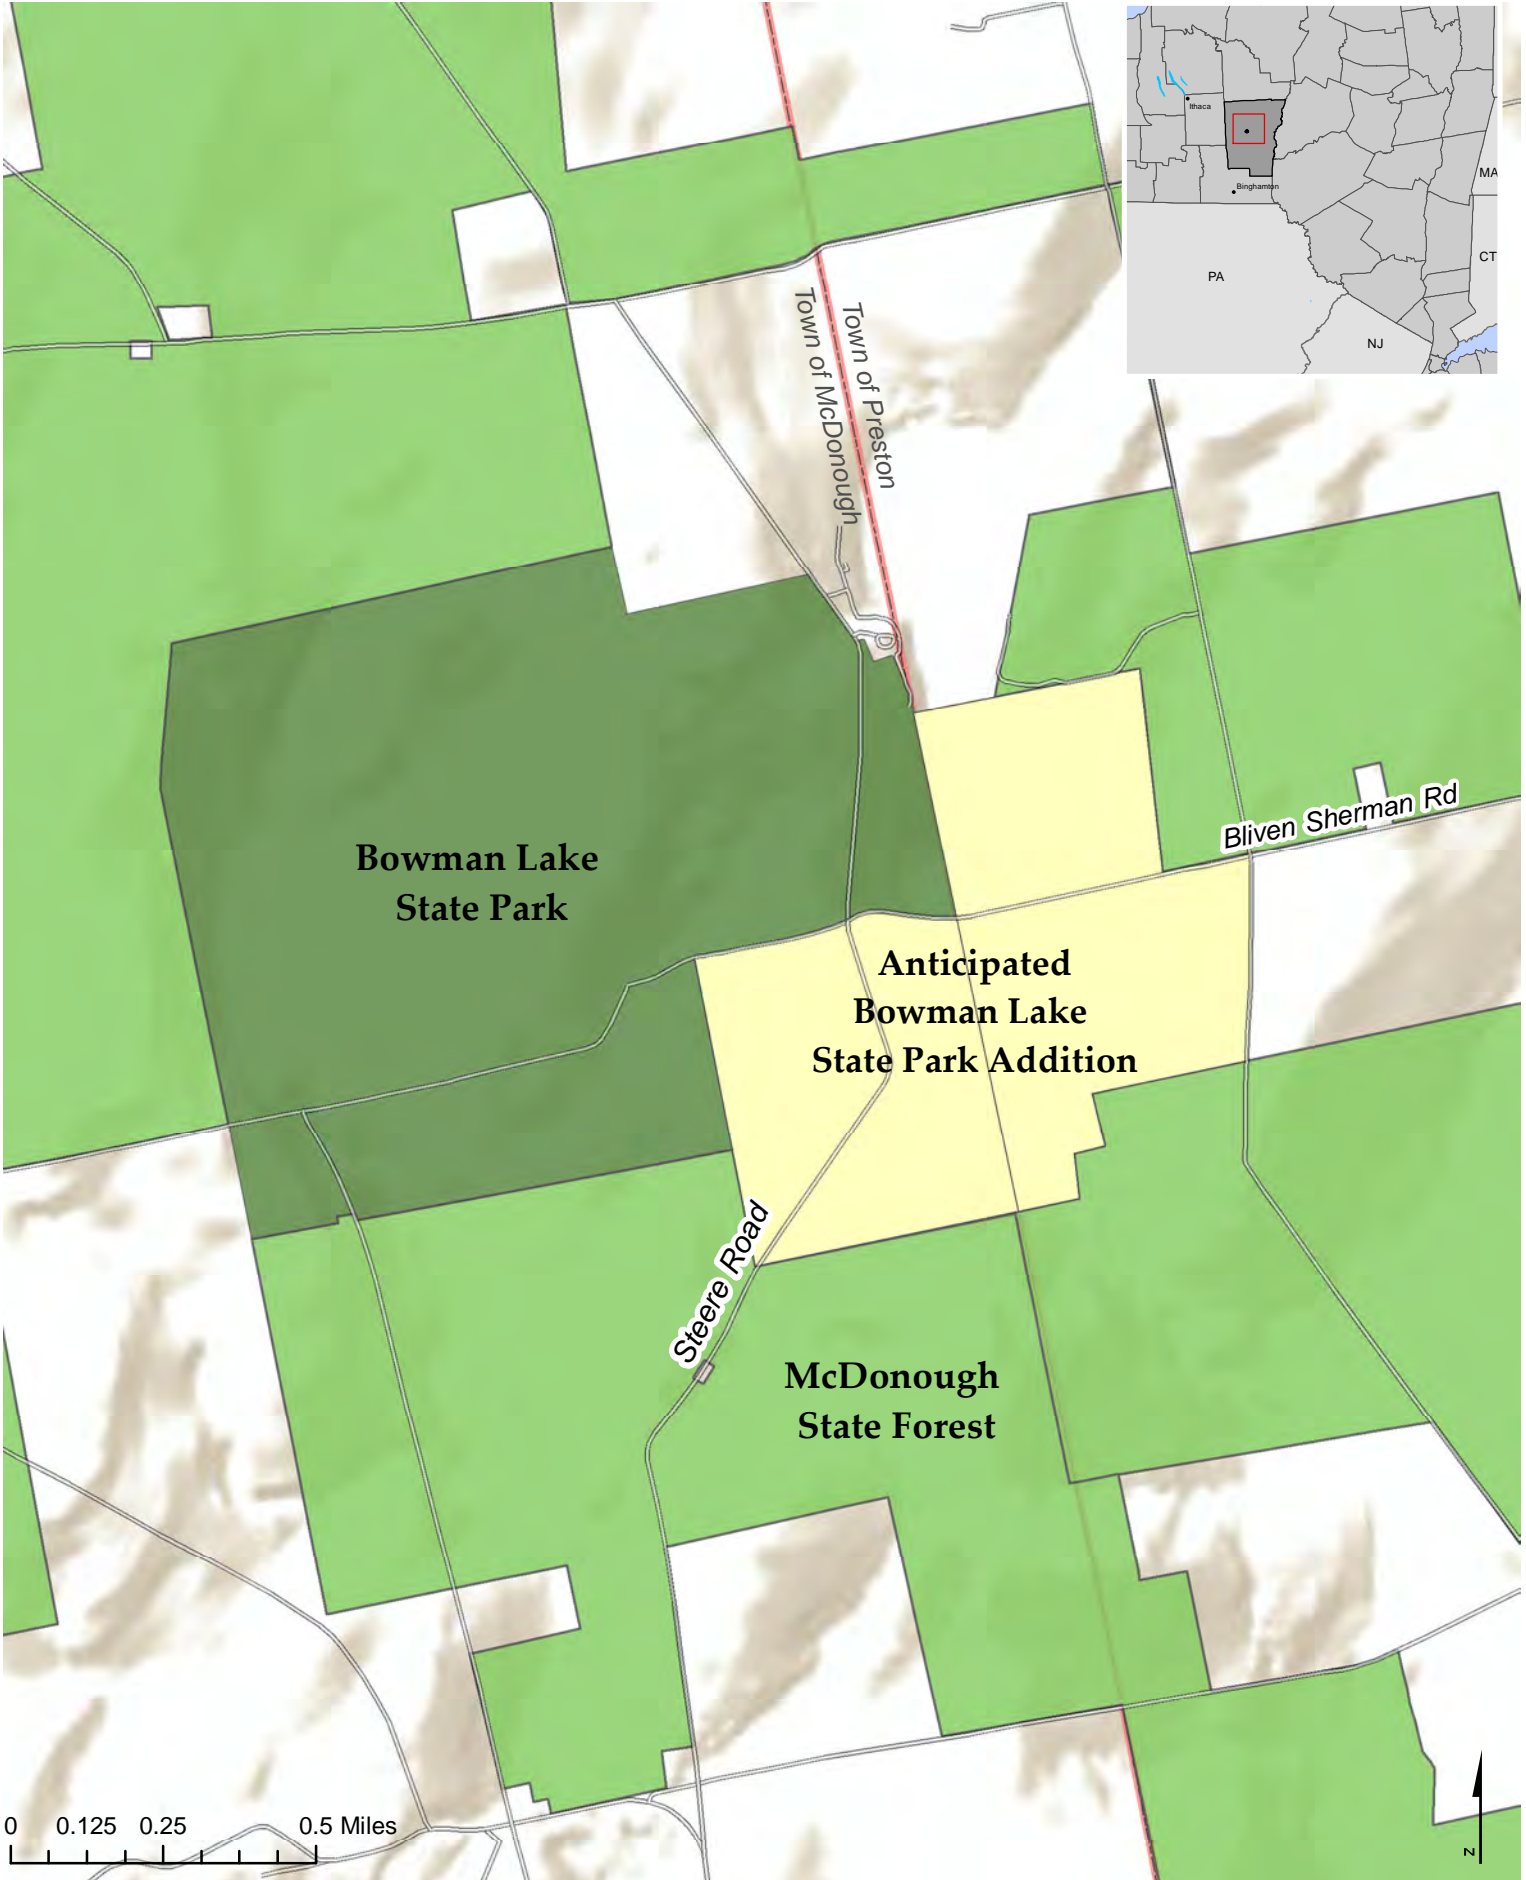 Ithaca
Binghamton
MA
CT
PA
NJ
Town of Preston
Town of McDonough
Bliven Sherman Rd
Bowman Lake
State Park
Anticipated
Bowman Lake
State Park Addition
Steere Road
McDonough
State Forest
0 0.125 0.25 0.5 Miles
N